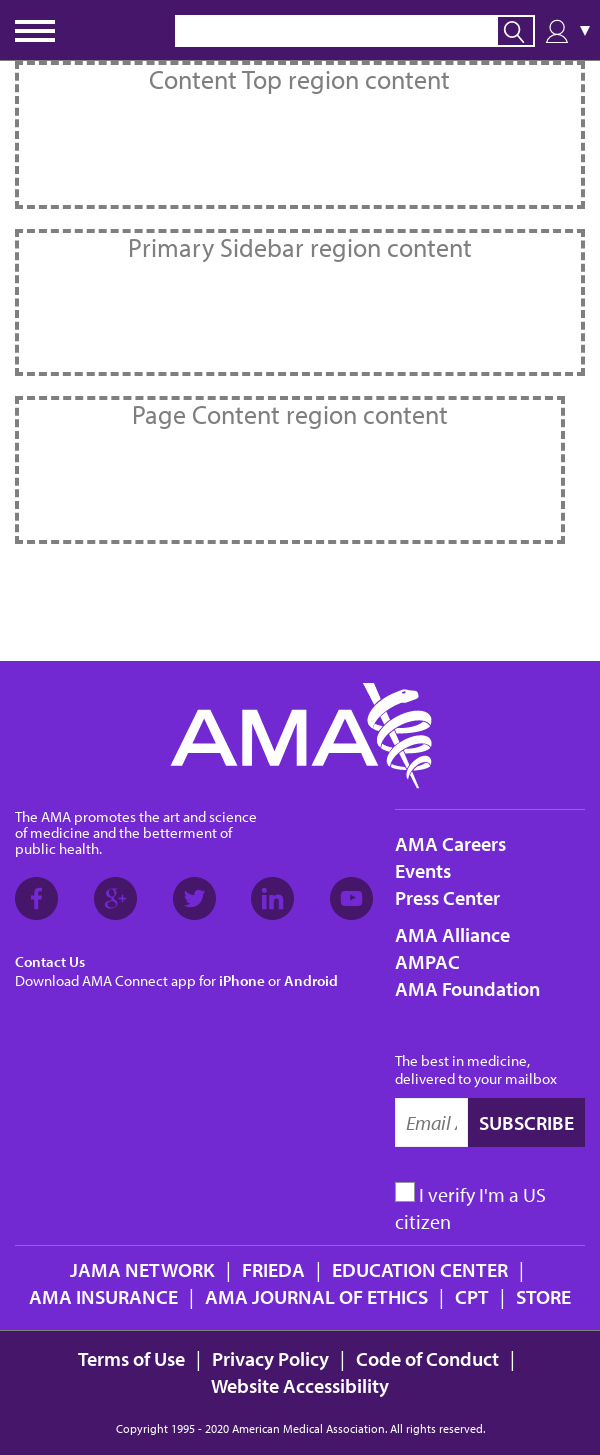 Content Top region content
Primary Sidebar region content
Page Content region content
AMA
The AMA promotes the art and science
of medicine and the betterment of
public health.
Contact Us
Download AMA Connect app for iPhone or Android
AMA Careers
Events
Press Center
AMA Alliance
AMPAC
AMA Foundation
The best in medicine,
delivered to your mailbox
Email
SUBSCRIBE
I verify I'm a US
citizen
JAMA NETWORK | FRIEDA | EDUCATION CENTER |
AMA INSURANCE | AMA JOURNAL OF ETHICS | CPT | STORE
Terms of Use | Privacy Policy | Code of Conduct |
Website Accessibility
Copyright 1995 - 2020 American Medical Association. All rights reserved.